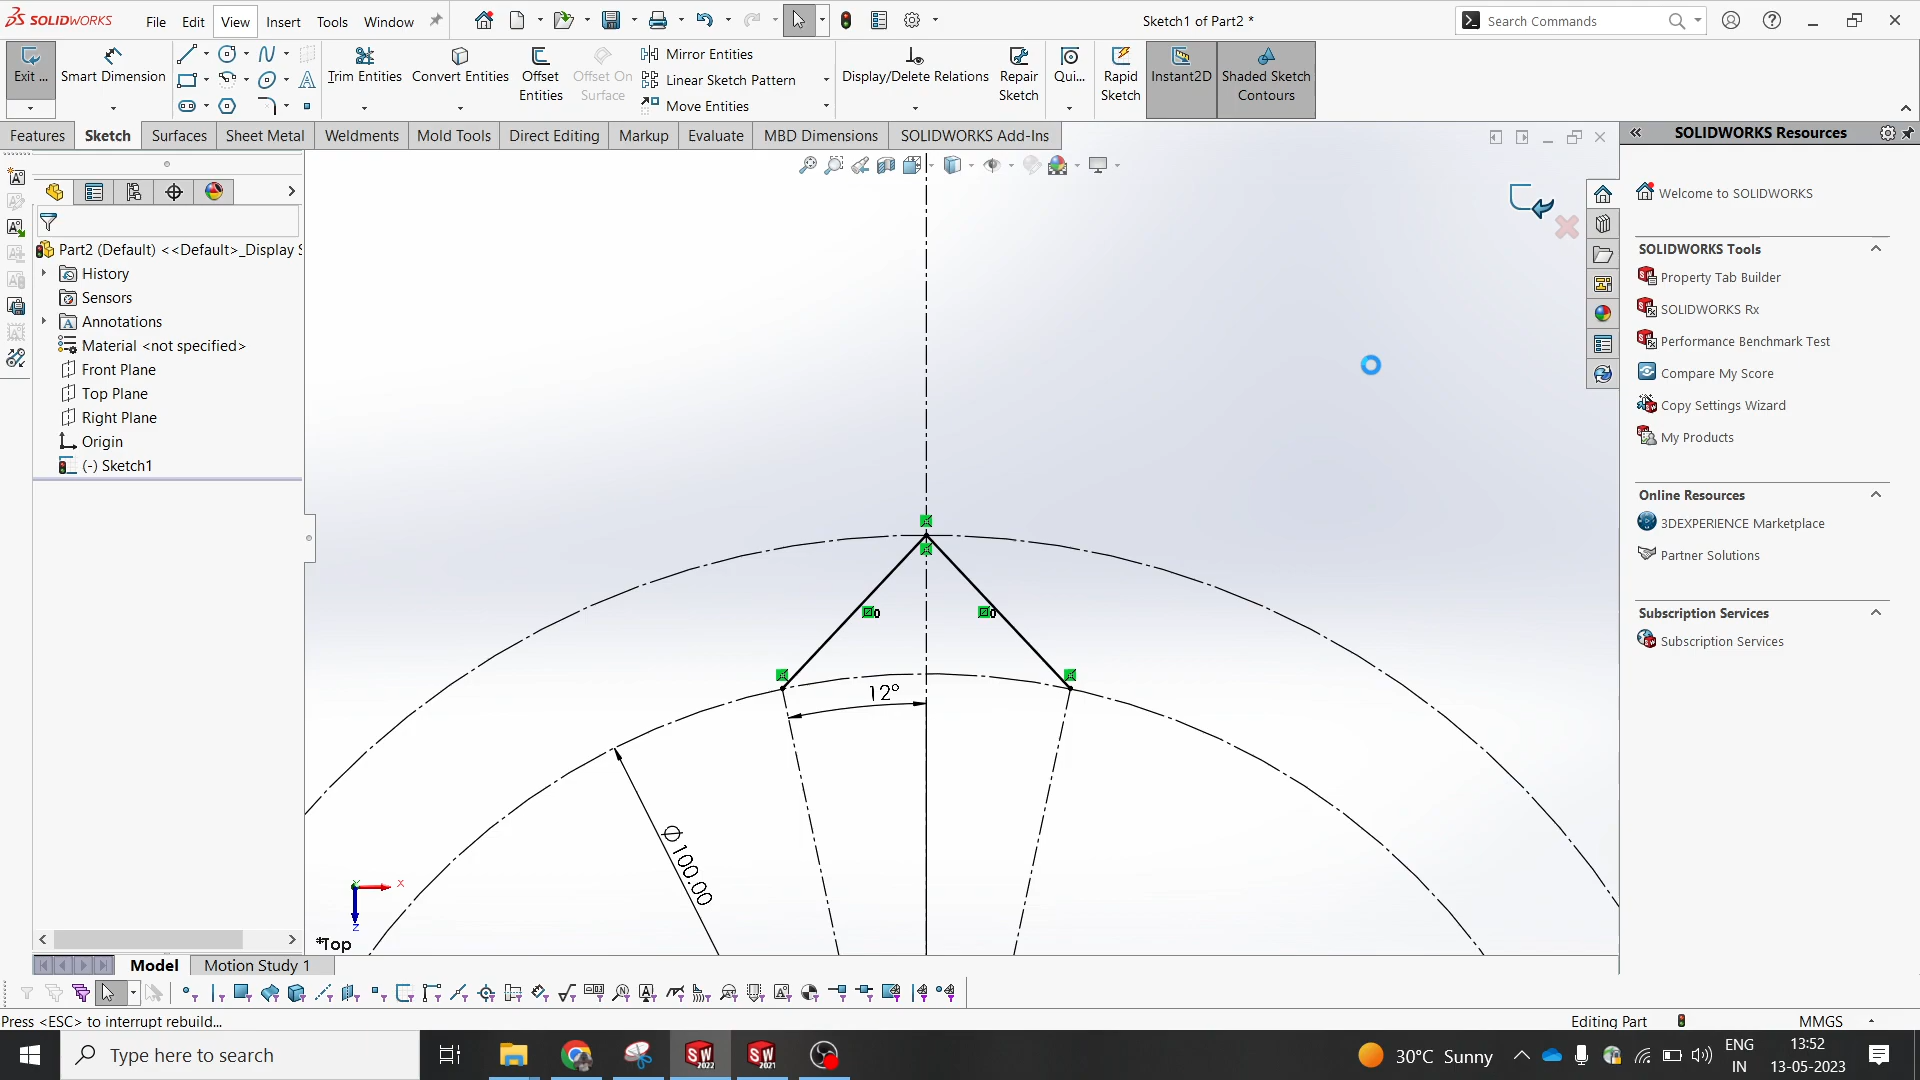 SOLIDWORKS File Edit View Insert Tools Window Sketch1 of Part2 * Search Commands
Exit ... Smart Dimension Trim Entities Convert Entities Offset Entities Offset On Surface Mirror Entities Linear Sketch Pattern Move Entities Display/Delete Relations Repair Sketch Qui... Rapid Sketch Instant2D Shaded Sketch Contours
Features Sketch Surfaces Sheet Metal Weldments Mold Tools Direct Editing Markup Evaluate MBD Dimensions SOLIDWORKS Add-Ins
SOLIDWORKS Resources
Part2 (Default) <<Default>_Display S
History
Sensors
Annotations
Material <not specified>
Front Plane
Top Plane
Right Plane
Origin
(-) Sketch1
Welcome to SOLIDWORKS
SOLIDWORKS Tools
Property Tab Builder
SOLIDWORKS Rx
Performance Benchmark Test
Compare My Score
Copy Settings Wizard
My Products
Online Resources
3DEXPERIENCE Marketplace
Partner Solutions
Subscription Services
Subscription Services
0 0
12°
Ø100.00
X
Z
*Top
Model Motion Study 1
Press <ESC> to interrupt rebuild... Editing Part MMGS
Type here to search
SW 2022
SW 2021
30°C Sunny
ENG
IN
13:52
13-05-2023